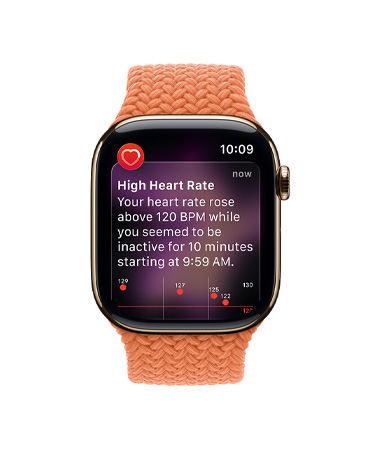 10:09
now
High Heart Rate
Your heart rate rose
above 120 BPM while
you seemed to be
inactive for 10 minutes
starting at 9:59 AM.
129
127
125
122
130